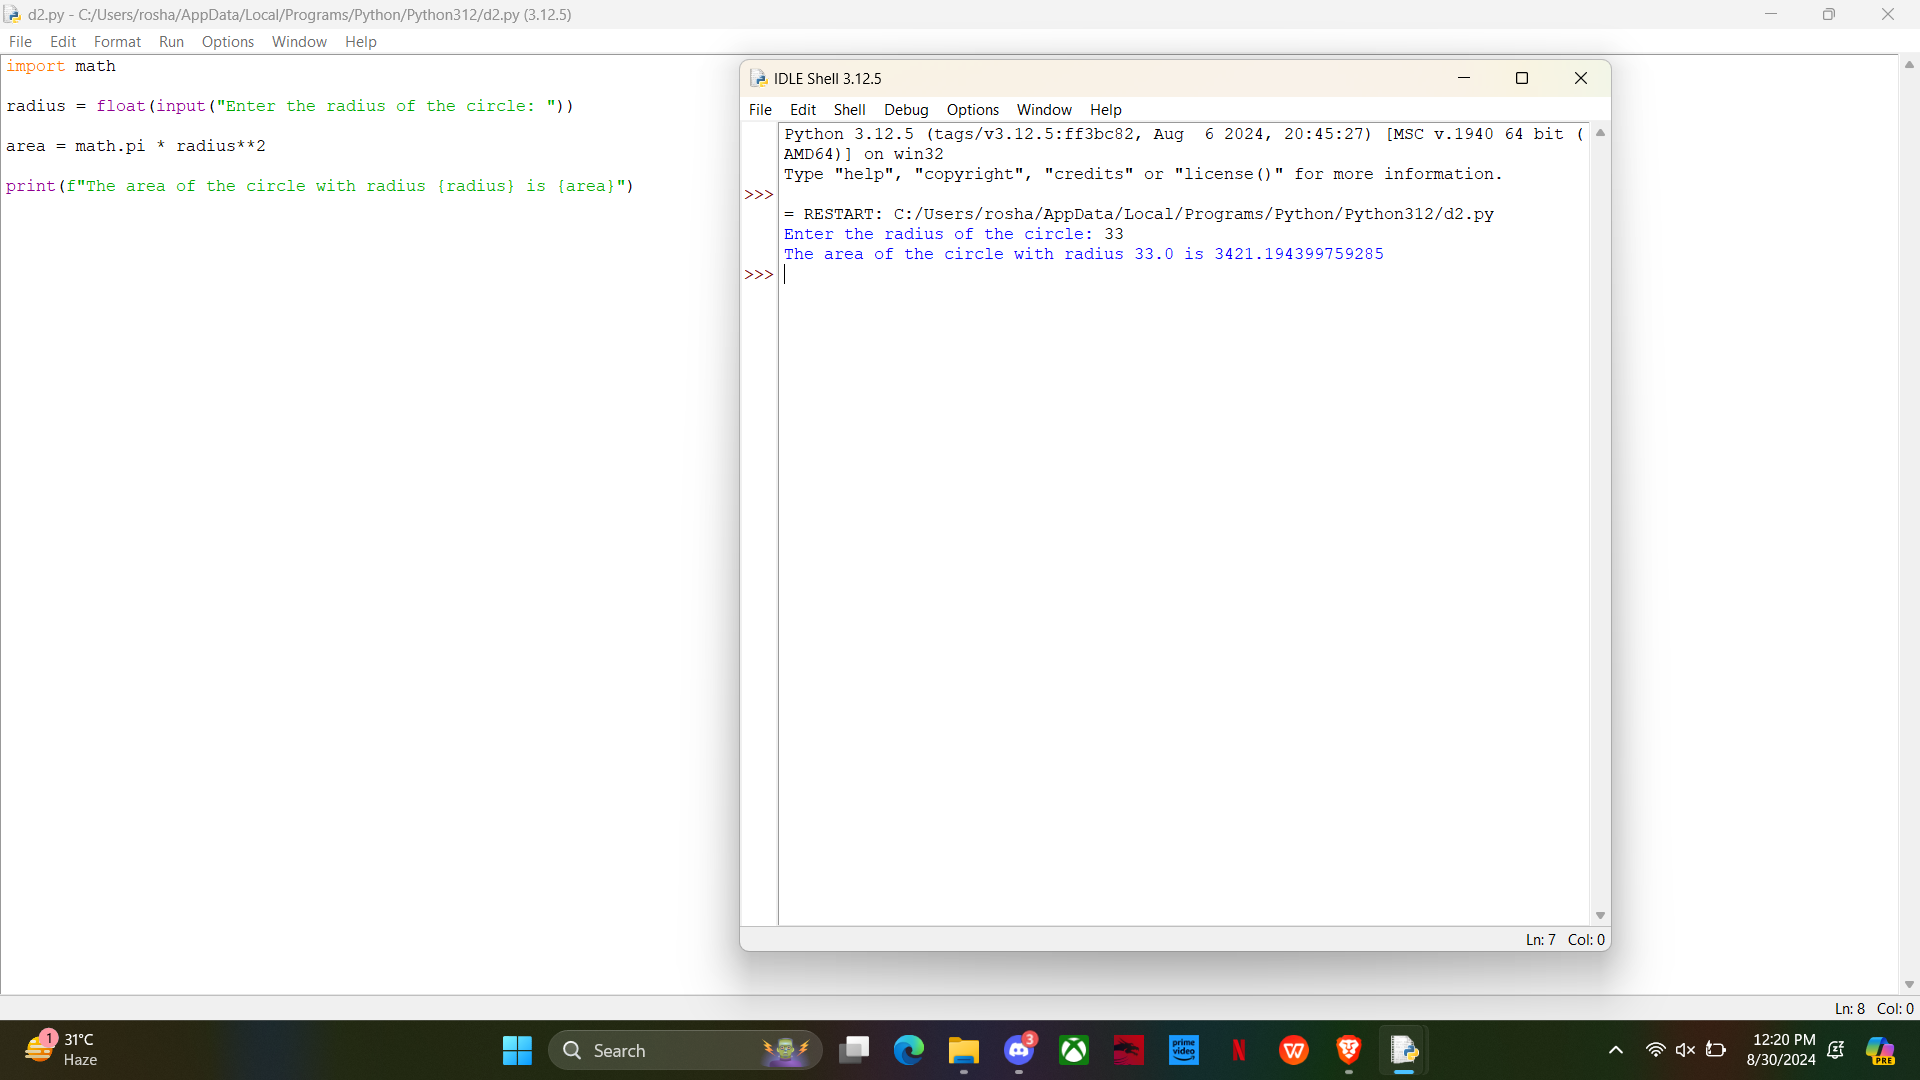 d2.py - C:/Users/rosha/AppData/Local/Programs/Python/Python312/d2.py (3.12.5)
File Edit Format Run Options Window Help
import math
radius = float(input("Enter the radius of the circle: "))
area = math.pi * radius**2
print(f"The area of the circle with radius {radius} is {area}")
IDLE Shell 3.12.5
File Edit Shell Debug Options Window Help
Python 3.12.5 (tags/v3.12.5:ff3bc82, Aug  6 2024, 20:45:27) [MSC v.1940 64 bit (
AMD64)] on win32
Type "help", "copyright", "credits" or "license()" for more information.
>>>
= RESTART: C:/Users/rosha/AppData/Local/Programs/Python/Python312/d2.py
Enter the radius of the circle: 33
The area of the circle with radius 33.0 is 3421.194399759285
>>>
Ln: 7 Col: 0
Ln: 8 Col: 0
1
31°C
Haze
Search
3
prime video
N
W
12:20 PM
8/30/2024
PRE